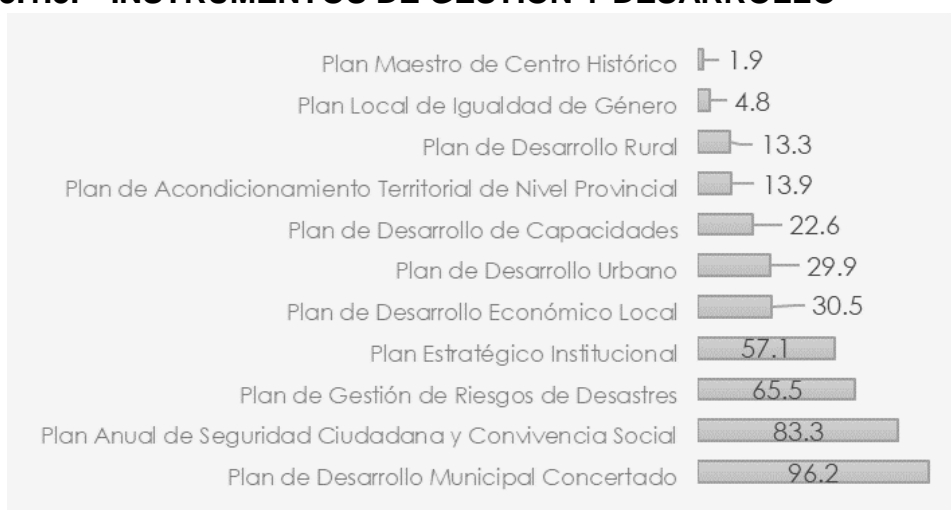 INSTRUMENTOS DE GESTIÓN Y DESARROLLO
Plan Maestro de Centro Histórico 1.9
Plan Local de Igualdad de Género 4.8
Plan de Desarrollo Rural 13.3
Plan de Acondicionamiento Territorial de Nivel Provincial 13.9
Plan de Desarrollo de Capacidades 22.6
Plan de Desarrollo Urbano 29.9
Plan de Desarrollo Económico Local 30.5
Plan Estratégico Institucional 57.1
Plan de Gestión de Riesgos de Desastres 65.5
Plan Anual de Seguridad Ciudadana y Convivencia Social 83.3
Plan de Desarrollo Municipal Concertado 96.2